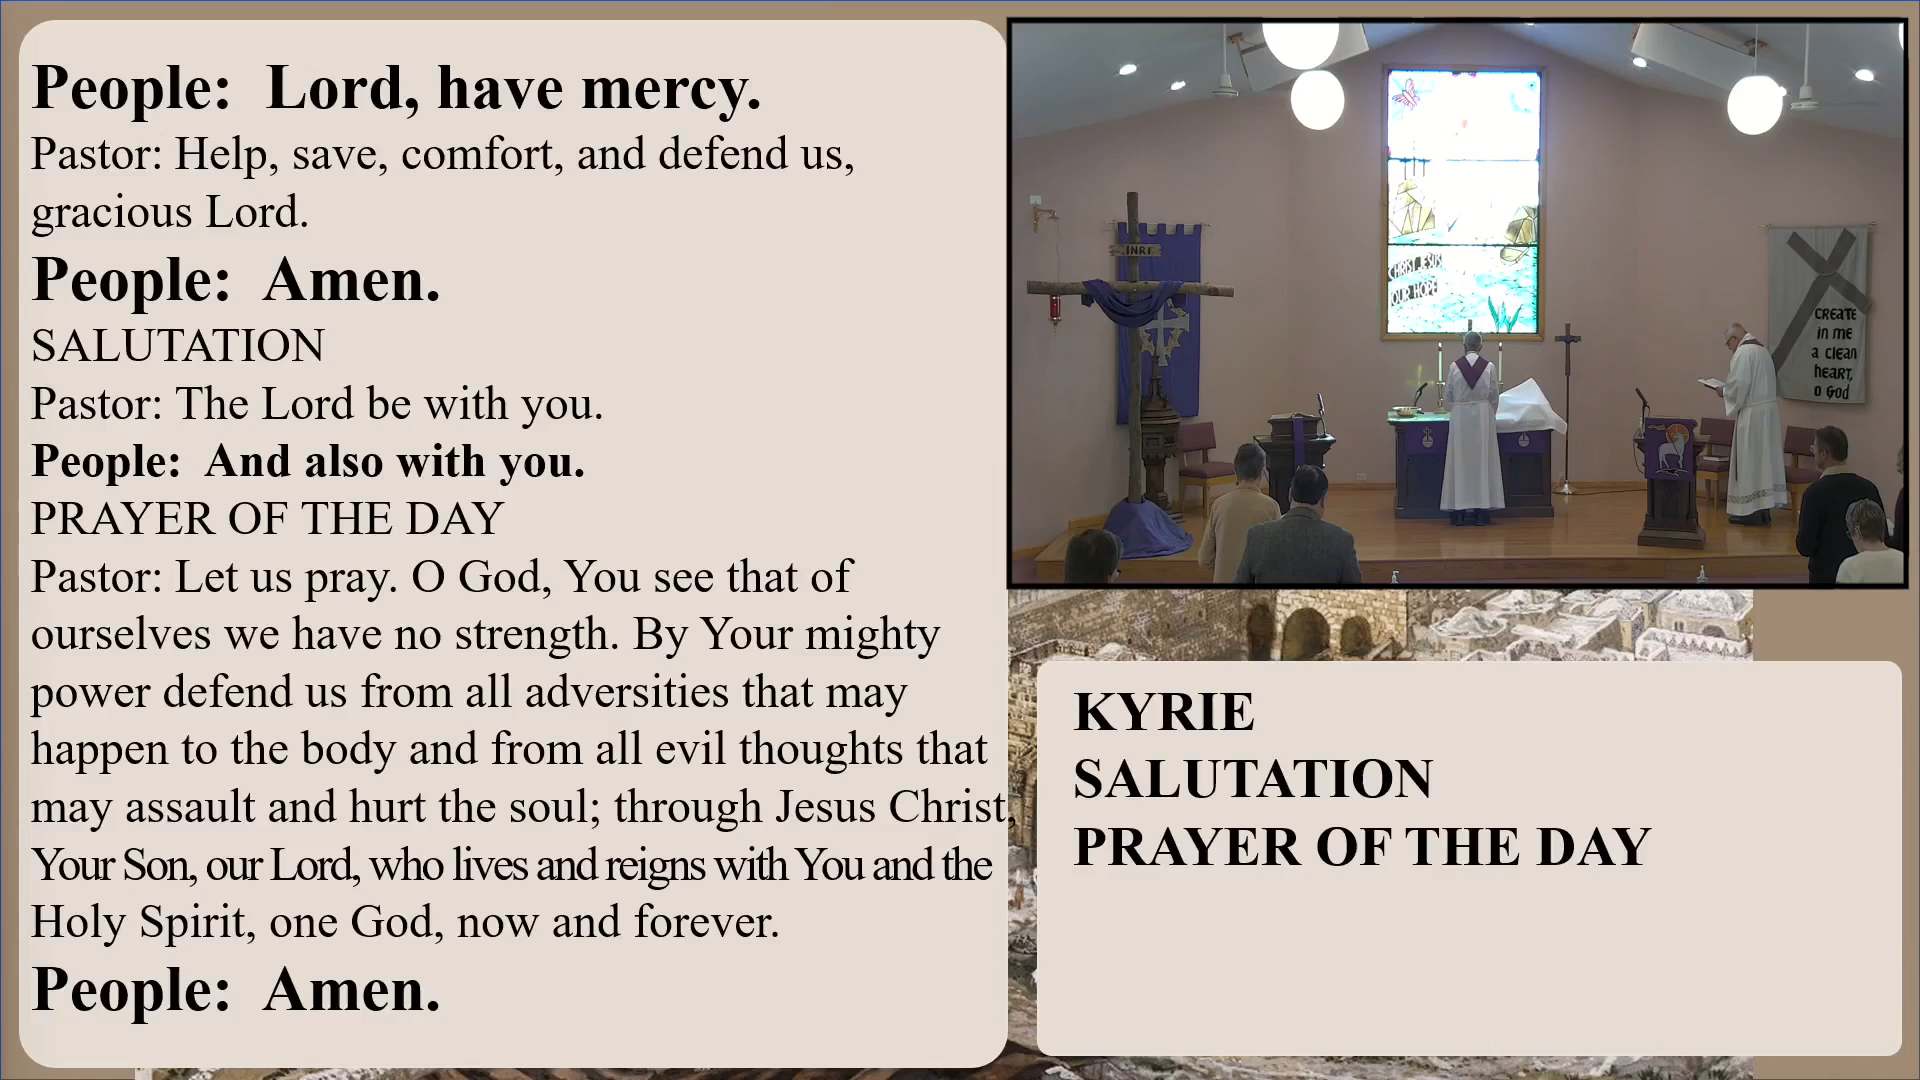 People:  Lord, have mercy.
Pastor: Help, save, comfort, and defend us,
gracious Lord.
People:  Amen.
SALUTATION
Pastor: The Lord be with you.
People:  And also with you.
PRAYER OF THE DAY
Pastor: Let us pray. O God, You see that of
ourselves we have no strength. By Your mighty
power defend us from all adversities that may
happen to the body and from all evil thoughts that
may assault and hurt the soul; through Jesus Christ,
Your Son, our Lord, who lives and reigns with You and the
Holy Spirit, one God, now and forever.
People:  Amen.
INRI
CHRIST JESUS
OUR HOPE
CREATE
in me
a clean
heart,
o God
KYRIE
SALUTATION
PRAYER OF THE DAY